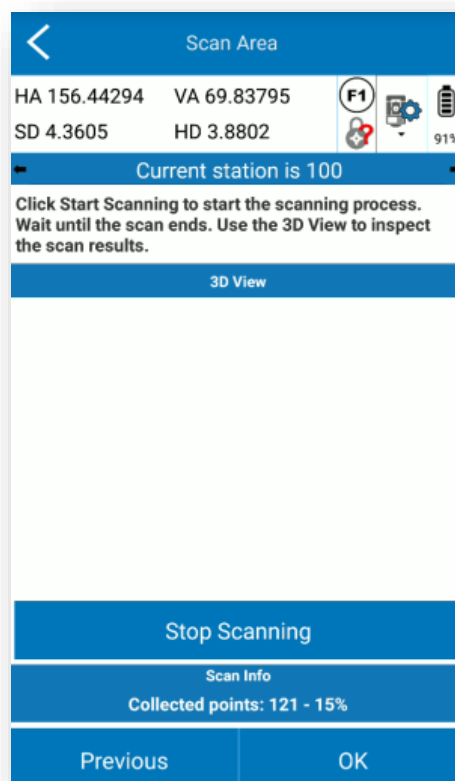 Scan Area
HA 156.44294 VA 69.83795 F1
SD 4.3605 HD 3.8802
91%
Current station is 100
Click Start Scanning to start the scanning process.
Wait until the scan ends. Use the 3D View to inspect
the scan results.
3D View
Stop Scanning
Scan Info
Collected points: 121 - 15%
Previous OK